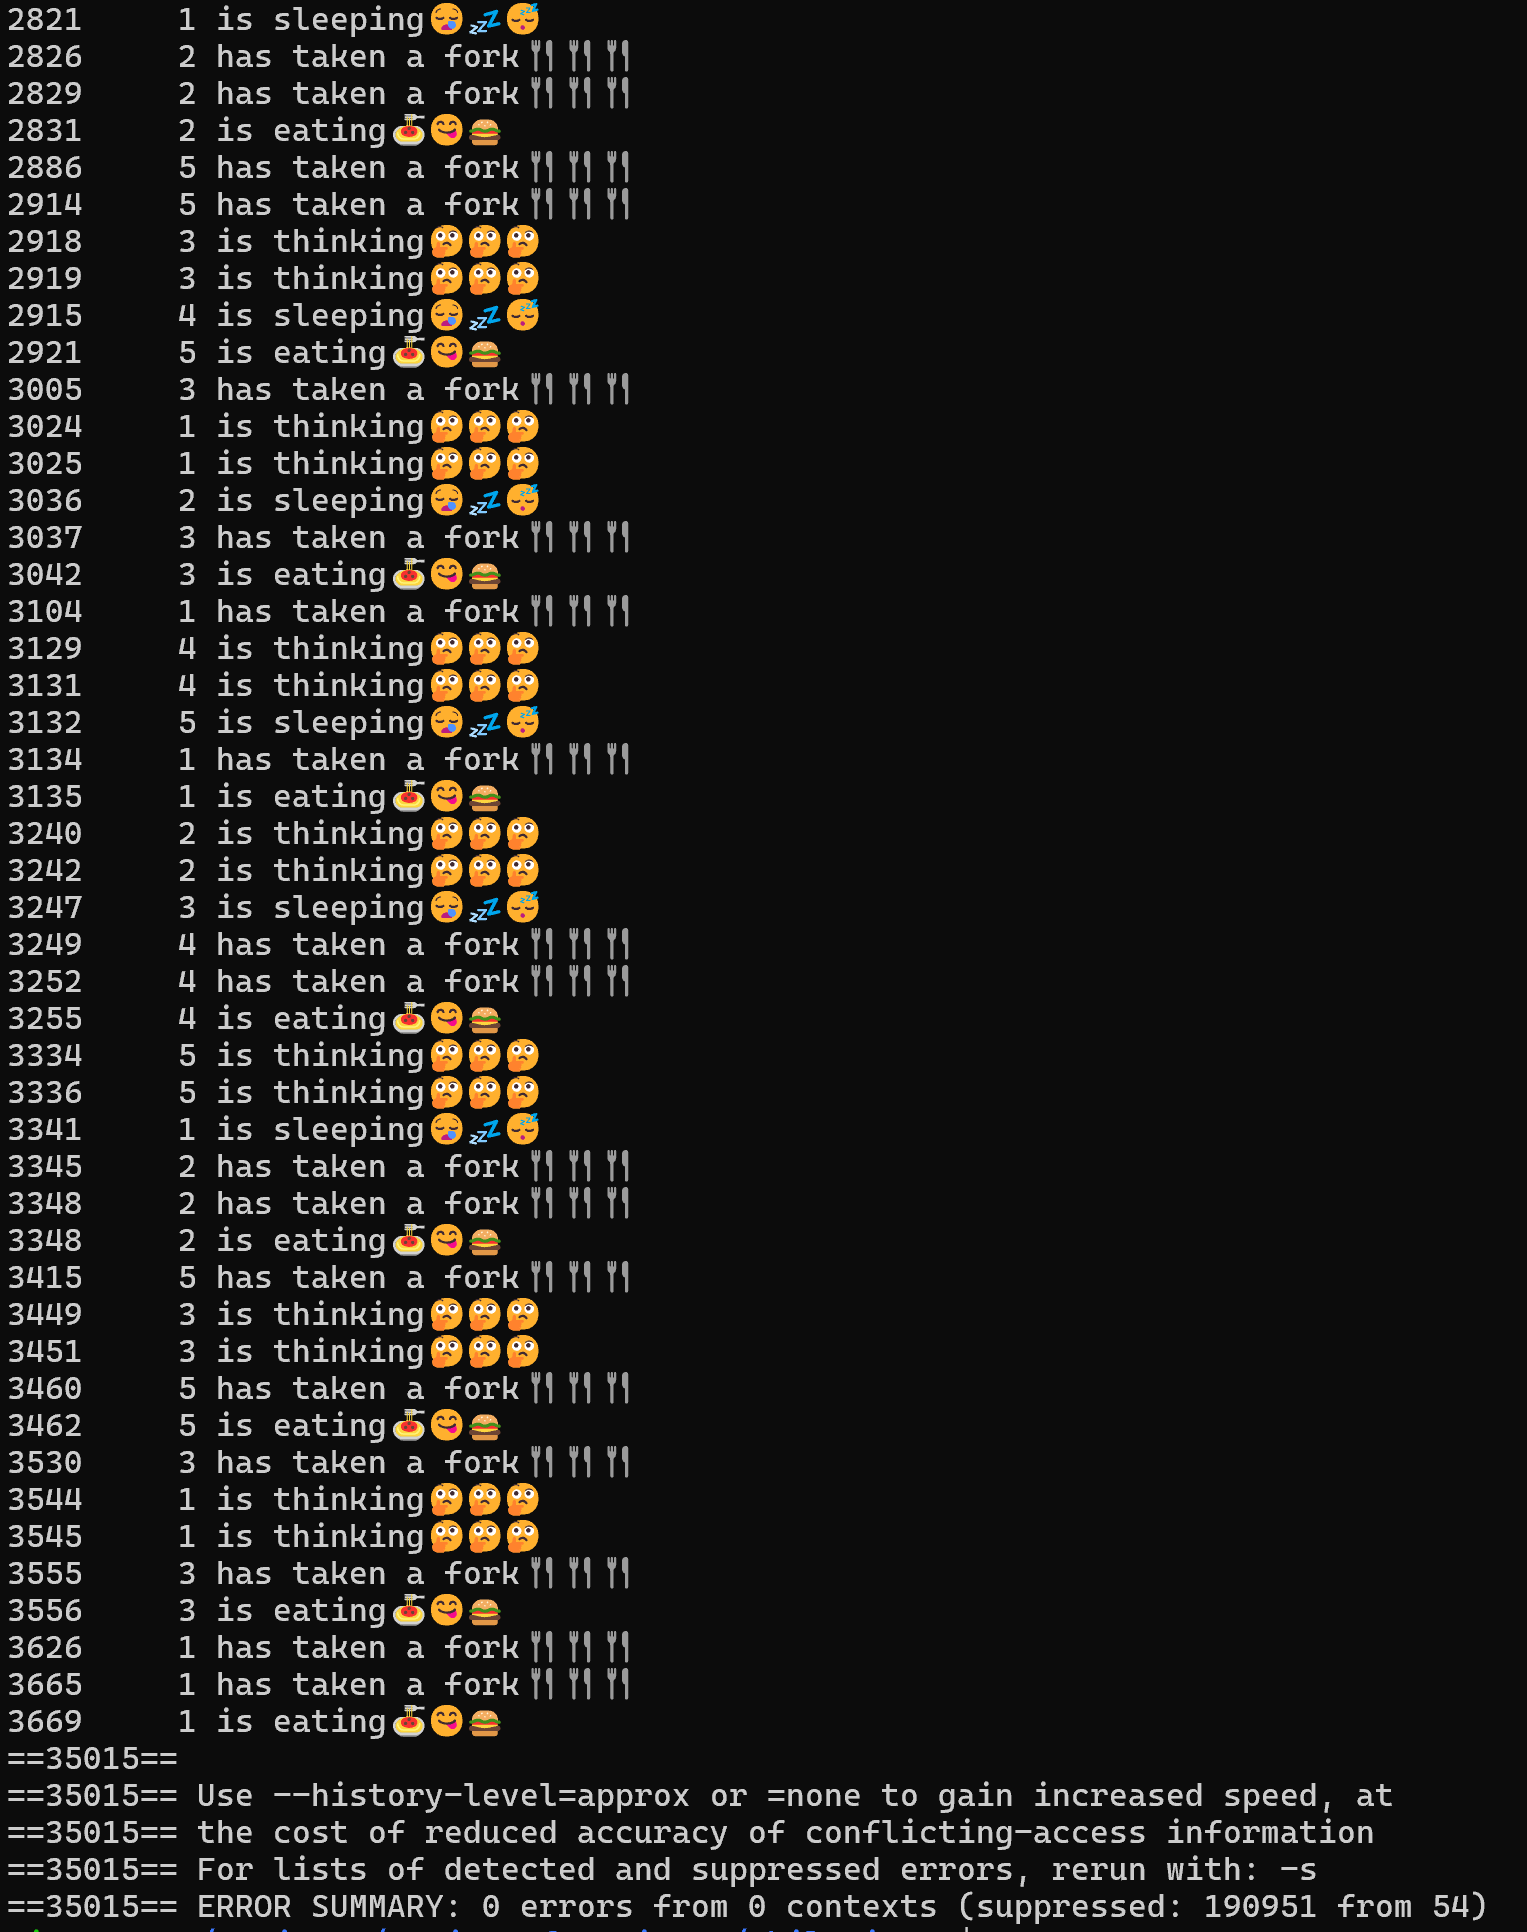 2821 1 is sleeping😪💤😴
2826 2 has taken a fork🍴🍴🍴
2829 2 has taken a fork🍴🍴🍴
2831 2 is eating🍝😋🍔
2886 5 has taken a fork🍴🍴🍴
2914 5 has taken a fork🍴🍴🍴
2918 3 is thinking🤔🤔🤔
2919 3 is thinking🤔🤔🤔
2915 4 is sleeping😪💤😴
2921 5 is eating🍝😋🍔
3005 3 has taken a fork🍴🍴🍴
3024 1 is thinking🤔🤔🤔
3025 1 is thinking🤔🤔🤔
3036 2 is sleeping😪💤😴
3037 3 has taken a fork🍴🍴🍴
3042 3 is eating🍝😋🍔
3104 1 has taken a fork🍴🍴🍴
3129 4 is thinking🤔🤔🤔
3131 4 is thinking🤔🤔🤔
3132 5 is sleeping😪💤😴
3134 1 has taken a fork🍴🍴🍴
3135 1 is eating🍝😋🍔
3240 2 is thinking🤔🤔🤔
3242 2 is thinking🤔🤔🤔
3247 3 is sleeping😪💤😴
3249 4 has taken a fork🍴🍴🍴
3252 4 has taken a fork🍴🍴🍴
3255 4 is eating🍝😋🍔
3334 5 is thinking🤔🤔🤔
3336 5 is thinking🤔🤔🤔
3341 1 is sleeping😪💤😴
3345 2 has taken a fork🍴🍴🍴
3348 2 has taken a fork🍴🍴🍴
3348 2 is eating🍝😋🍔
3415 5 has taken a fork🍴🍴🍴
3449 3 is thinking🤔🤔🤔
3451 3 is thinking🤔🤔🤔
3460 5 has taken a fork🍴🍴🍴
3462 5 is eating🍝😋🍔
3530 3 has taken a fork🍴🍴🍴
3544 1 is thinking🤔🤔🤔
3545 1 is thinking🤔🤔🤔
3555 3 has taken a fork🍴🍴🍴
3556 3 is eating🍝😋🍔
3626 1 has taken a fork🍴🍴🍴
3665 1 has taken a fork🍴🍴🍴
3669 1 is eating🍝😋🍔
==35015==
==35015== Use --history-level=approx or =none to gain increased speed, at
==35015== the cost of reduced accuracy of conflicting-access information
==35015== For lists of detected and suppressed errors, rerun with: -s
==35015== ERROR SUMMARY: 0 errors from 0 contexts (suppressed: 190951 from 54)